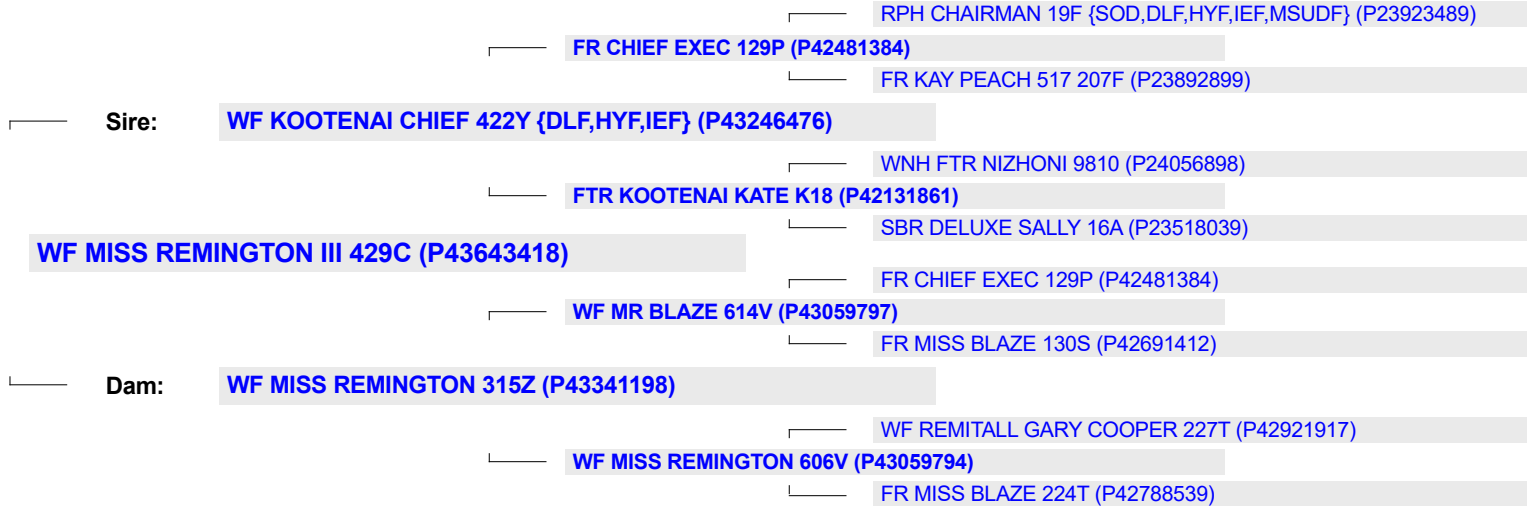 RPH CHAIRMAN 19F {SOD,DLF,HYF,IEF,MSUDF} (P23923489)
FR CHIEF EXEC 129P (P42481384)
FR KAY PEACH 517 207F (P23892899)
Sire: WF KOOTENAI CHIEF 422Y {DLF,HYF,IEF} (P43246476)
WNH FTR NIZHONI 9810 (P24056898)
FTR KOOTENAI KATE K18 (P42131861)
SBR DELUXE SALLY 16A (P23518039)
WF MISS REMINGTON III 429C (P43643418)
FR CHIEF EXEC 129P (P42481384)
WF MR BLAZE 614V (P43059797)
FR MISS BLAZE 130S (P42691412)
Dam: WF MISS REMINGTON 315Z (P43341198)
WF REMITALL GARY COOPER 227T (P42921917)
WF MISS REMINGTON 606V (P43059794)
FR MISS BLAZE 224T (P42788539)